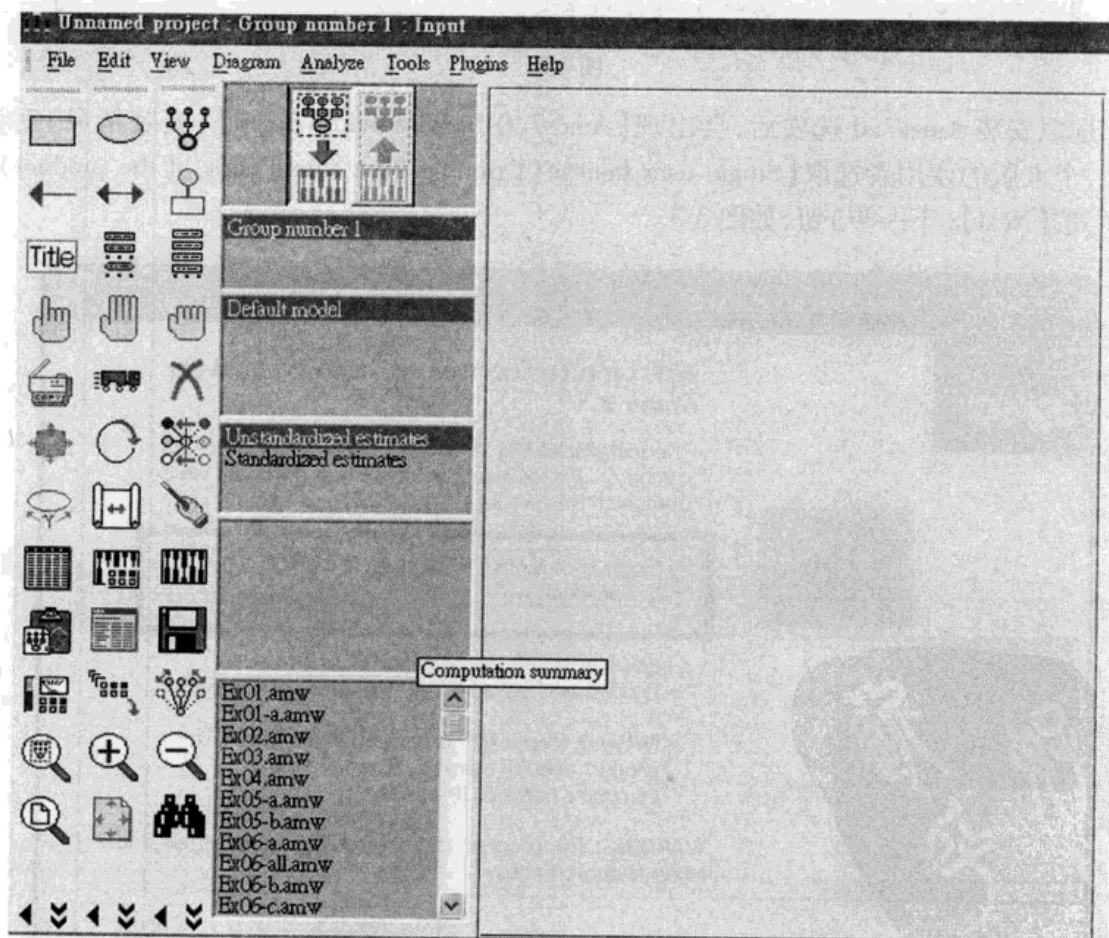 Unnamed project : Group number 1 : Input
File Edit View Diagram Analyze Tools Plugins Help
Title
Group number 1
Default model
Unstandardized estimates
Standardized estimates
Computation summary
Ex01.amw
Ex01-a.amw
Ex02.amw
Ex03.amw
Ex04.amw
Ex05-a.amw
Ex05-b.amw
Ex06-a.amw
Ex06-all.amw
Ex06-b.amw
Ex06-c.amw